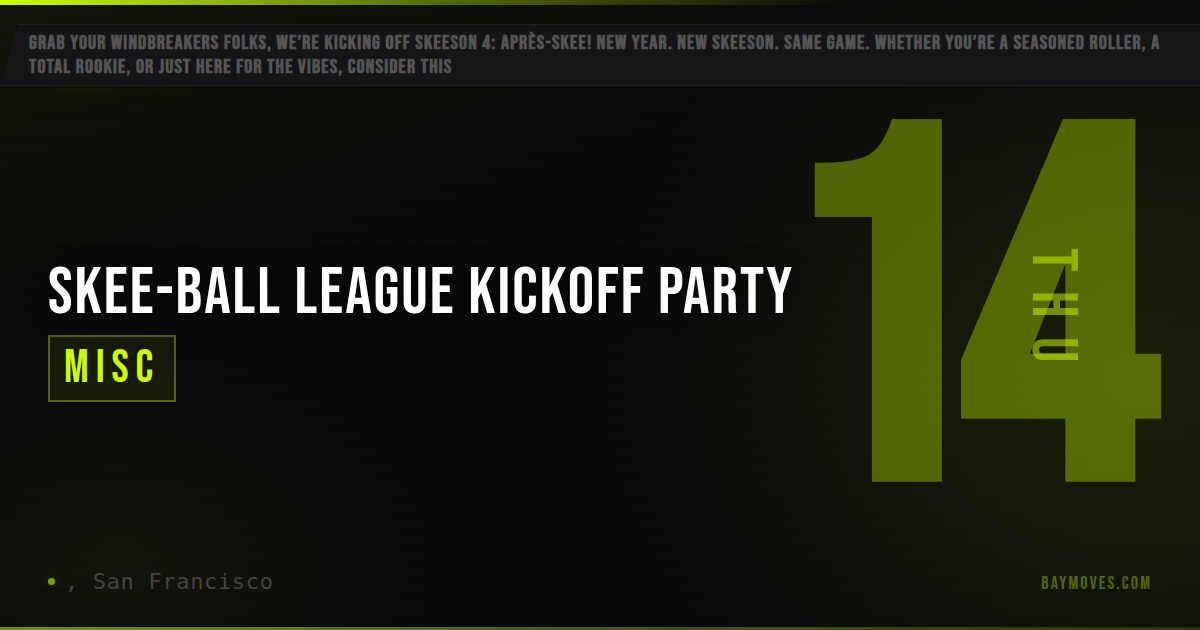 GRAB YOUR WINDBREAKERS FOLKS, WE'RE KICKING OFF SKEESON 4: APRÈS-SKEE! NEW YEAR. NEW SKEESON. SAME GAME. WHETHER YOU'RE A SEASONED ROLLER, A
TOTAL ROOKIE, OR JUST HERE FOR THE VIBES, CONSIDER THIS
14
THU
SKEE-BALL LEAGUE KICKOFF PARTY
MISC
, San Francisco
BAYMOVES.COM